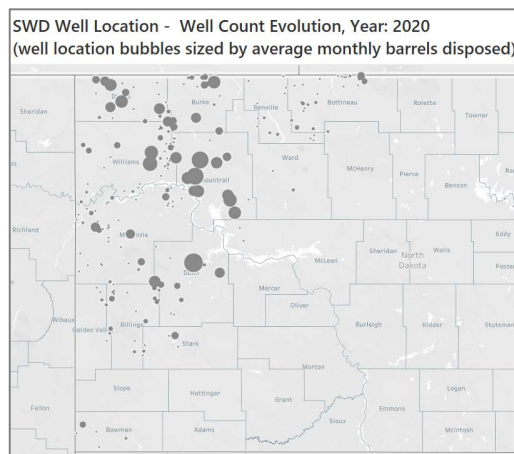 SWD Well Location - Well Count Evolution, Year: 2020
(well location bubbles sized by average monthly barrels disposed)
Sheridan
Burke
Renville
Bottineau
Rolette
Towner
Williams
Ward
McHenry
Pierce
Benson
Mountrail
Richland
McKenzie
McLean
Sheridan
Wells
Eddy
North
Dakota
Foster
Dunn
Mercer
Oliver
Wibaux
Golden Valley
Billings
Burleigh
Kidder
Stutsman
Stark
Morton
Slope
Hettinger
Grant
Logan
Fallon
Sioux
Emmons
Bowman
Adams
McIntosh